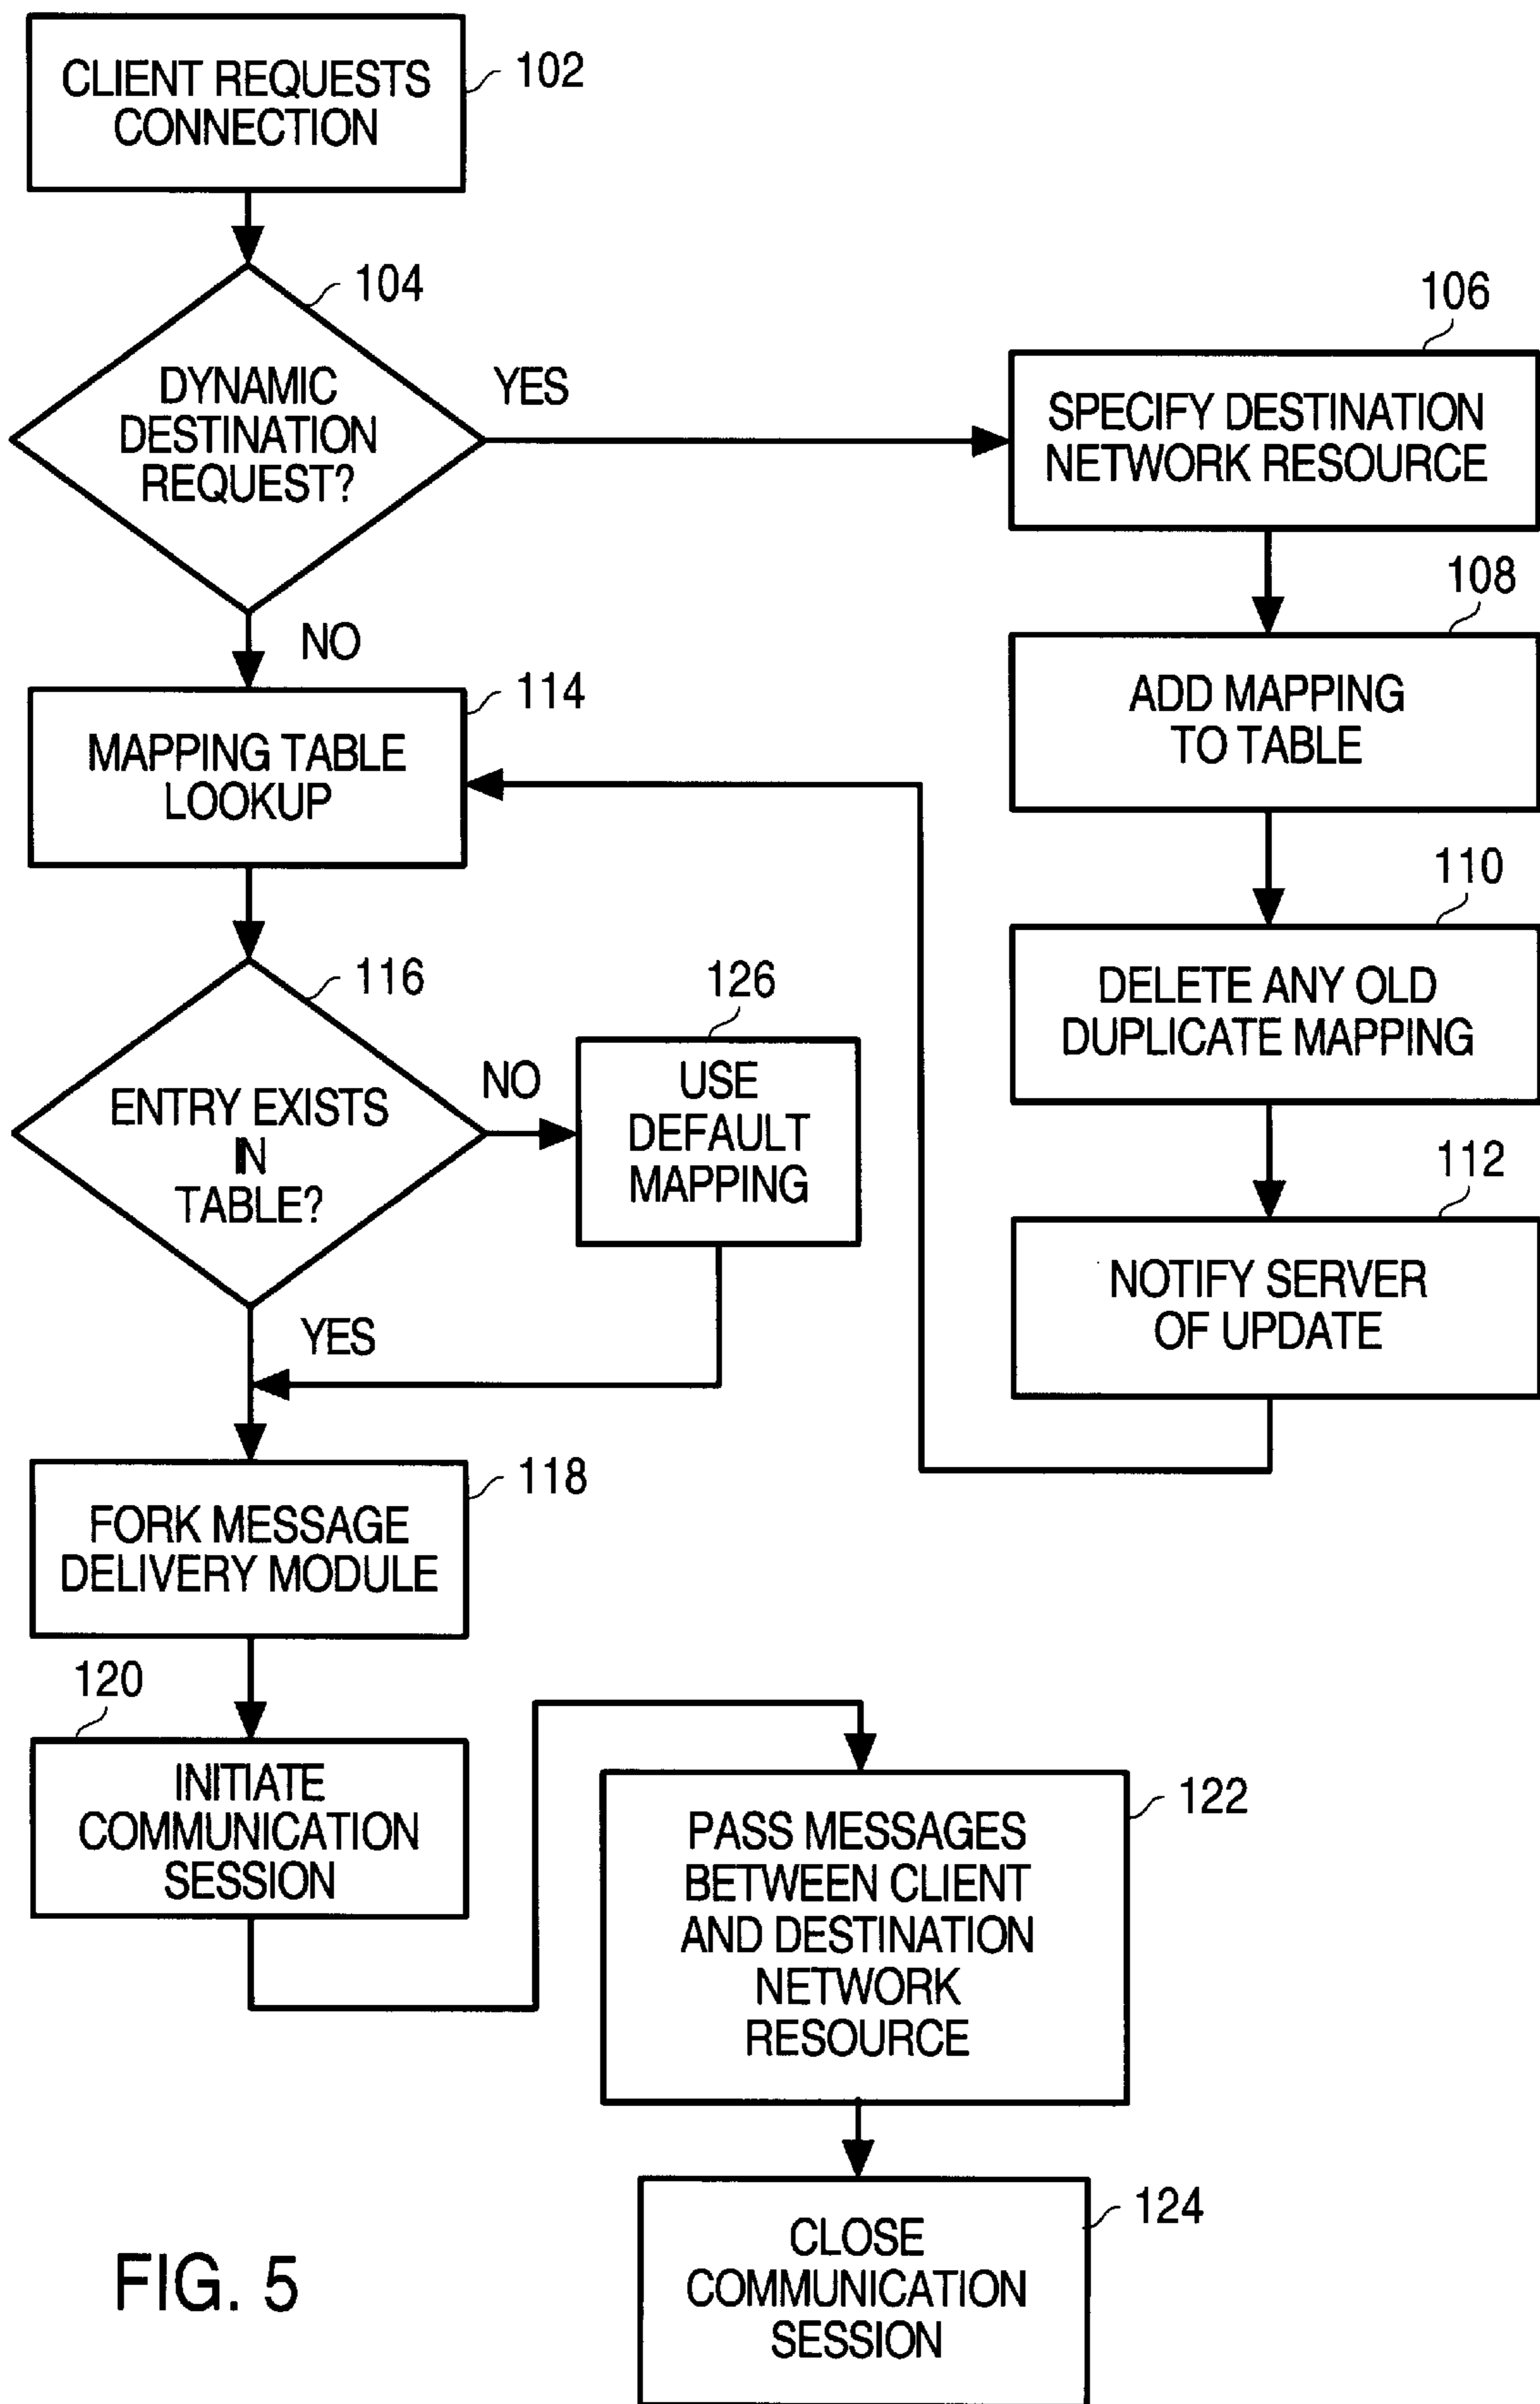 CLIENT REQUESTS
CONNECTION
102
104
DYNAMIC
DESTINATION
REQUEST?
YES
NO
106
SPECIFY DESTINATION
NETWORK RESOURCE
108
ADD MAPPING
TO TABLE
110
DELETE ANY OLD
DUPLICATE MAPPING
112
NOTIFY SERVER
OF UPDATE
114
MAPPING TABLE
LOOKUP
116
ENTRY EXISTS
IN
TABLE?
NO
YES
126
USE
DEFAULT
MAPPING
118
FORK MESSAGE
DELIVERY MODULE
120
INITIATE
COMMUNICATION
SESSION
122
PASS MESSAGES
BETWEEN CLIENT
AND DESTINATION
NETWORK
RESOURCE
124
CLOSE
COMMUNICATION
SESSION
FIG. 5